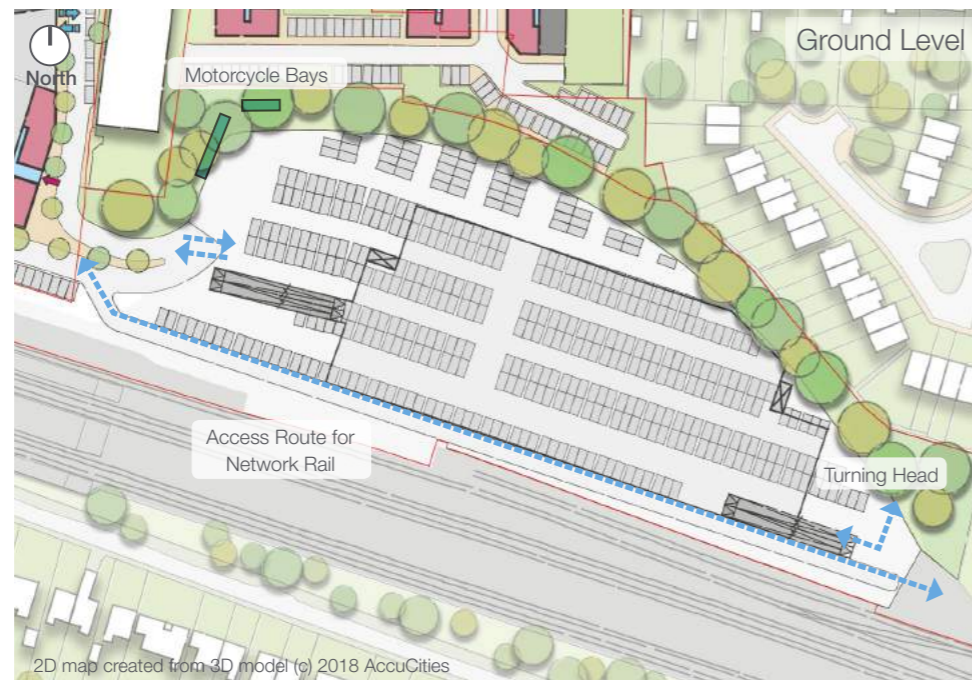 Ground Level
North
Motorcycle Bays
Access Route for
Network Rail
Turning Head
2D map created from 3D model (c) 2018 AccuCities